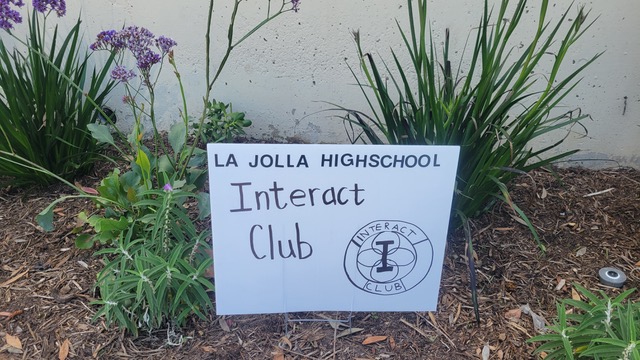 LA JOLLA HIGHSCHOOL
Interact
Club
INTERACT
I
CLUB